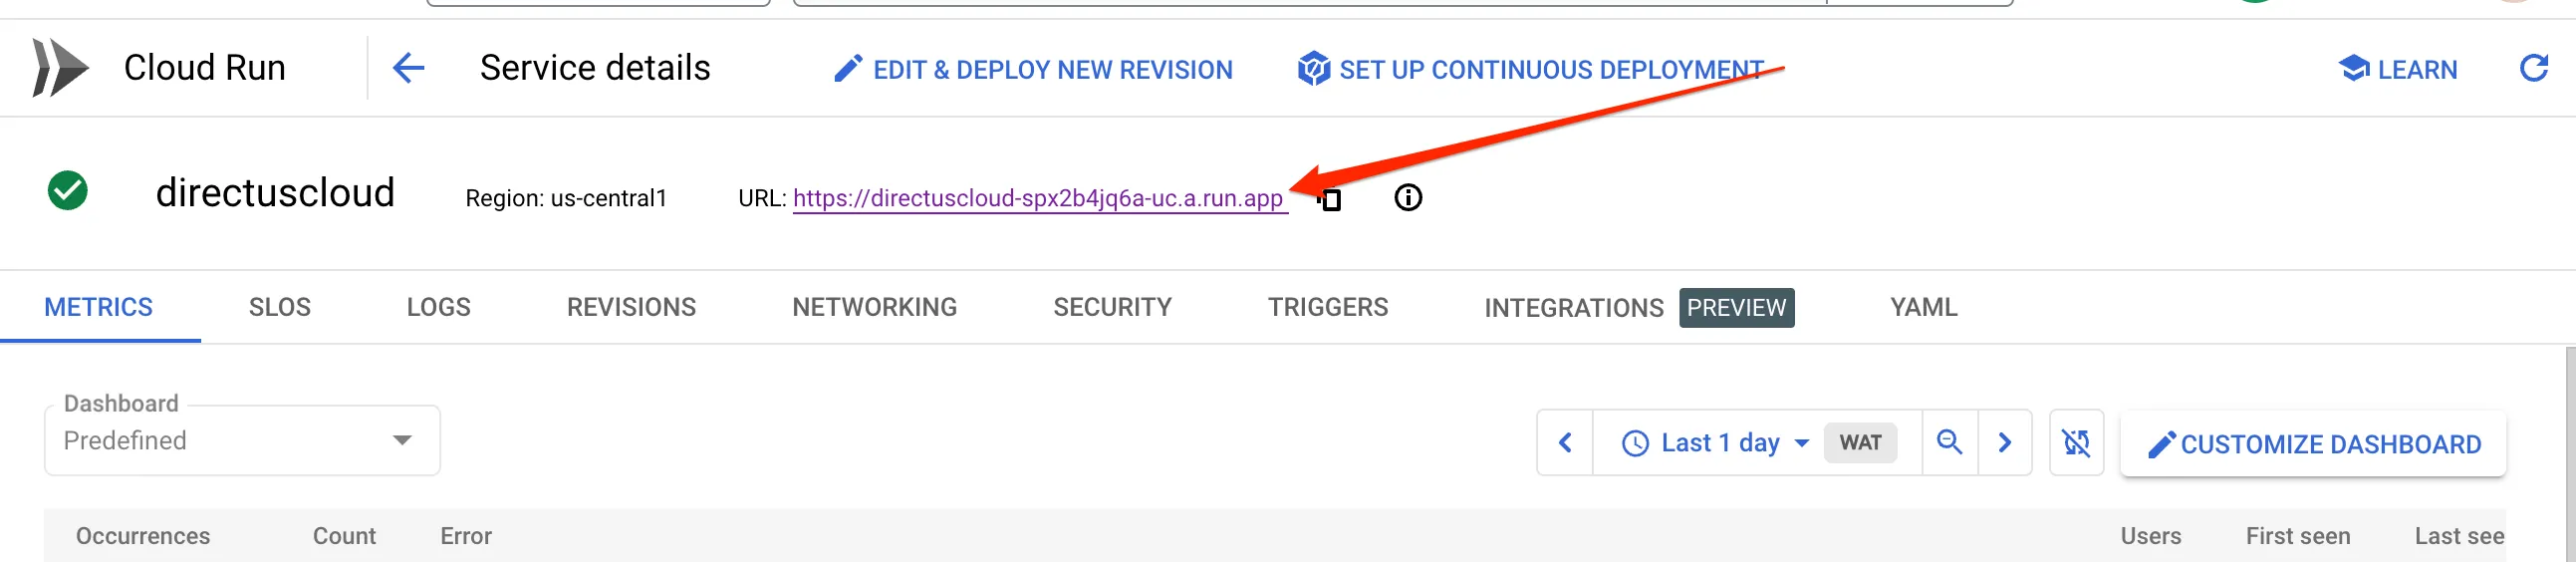 Cloud Run
Service details
EDIT & DEPLOY NEW REVISION
SET UP CONTINUOUS DEPLOYMENT
LEARN
directuscloud
Region: us-central1
URL: https://directuscloud-spx2b4jq6a-uc.a.run.app
METRICS
SLOS
LOGS
REVISIONS
NETWORKING
SECURITY
TRIGGERS
INTEGRATIONS PREVIEW
YAML
Dashboard
Predefined
Last 1 day WAT
CUSTOMIZE DASHBOARD
Occurrences
Count
Error
Users
First seen
Last see